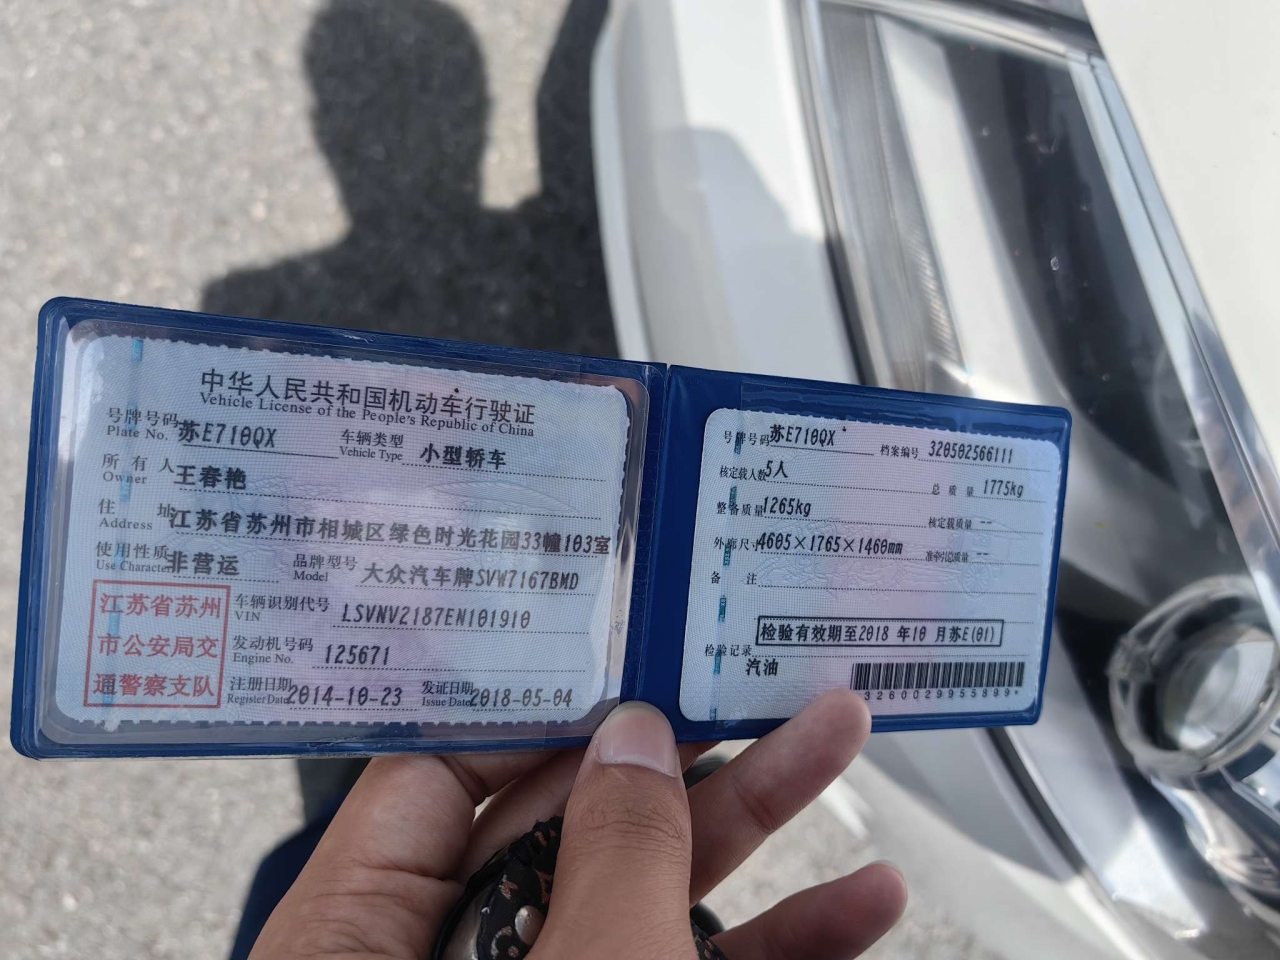 中华人民共和国机动车行驶证
Vehicle License of the People's Republic of China
号牌号码 苏E710QX 车辆类型 小型轿车
Plate No. Vehicle Type
所有人 王春艳
Owner
住址 江苏省苏州市相城区绿色时光花园33幢103室
Address
使用性质 非营运 品牌型号 大众汽车牌SVW7167BMD
Use Character Model
江苏省苏州
市公安局交
通警察支队
车辆识别代号 LSVNV2187EN101910
VIN
发动机号码 125671
Engine No.
注册日期 2014-10-23 发证日期 2018-05-04
Register Date Issue Date
号牌号码 苏E710QX 档案编号 320502566111
核定载人数 5人 总质量 1775kg
整备质量 1265kg 核定载质量 --
外廓尺寸 4605×1765×1460mm 准牵引总质量 --
备注
检验有效期至2018 年10 月苏E(01)
检验记录
汽油
*3260029955899*